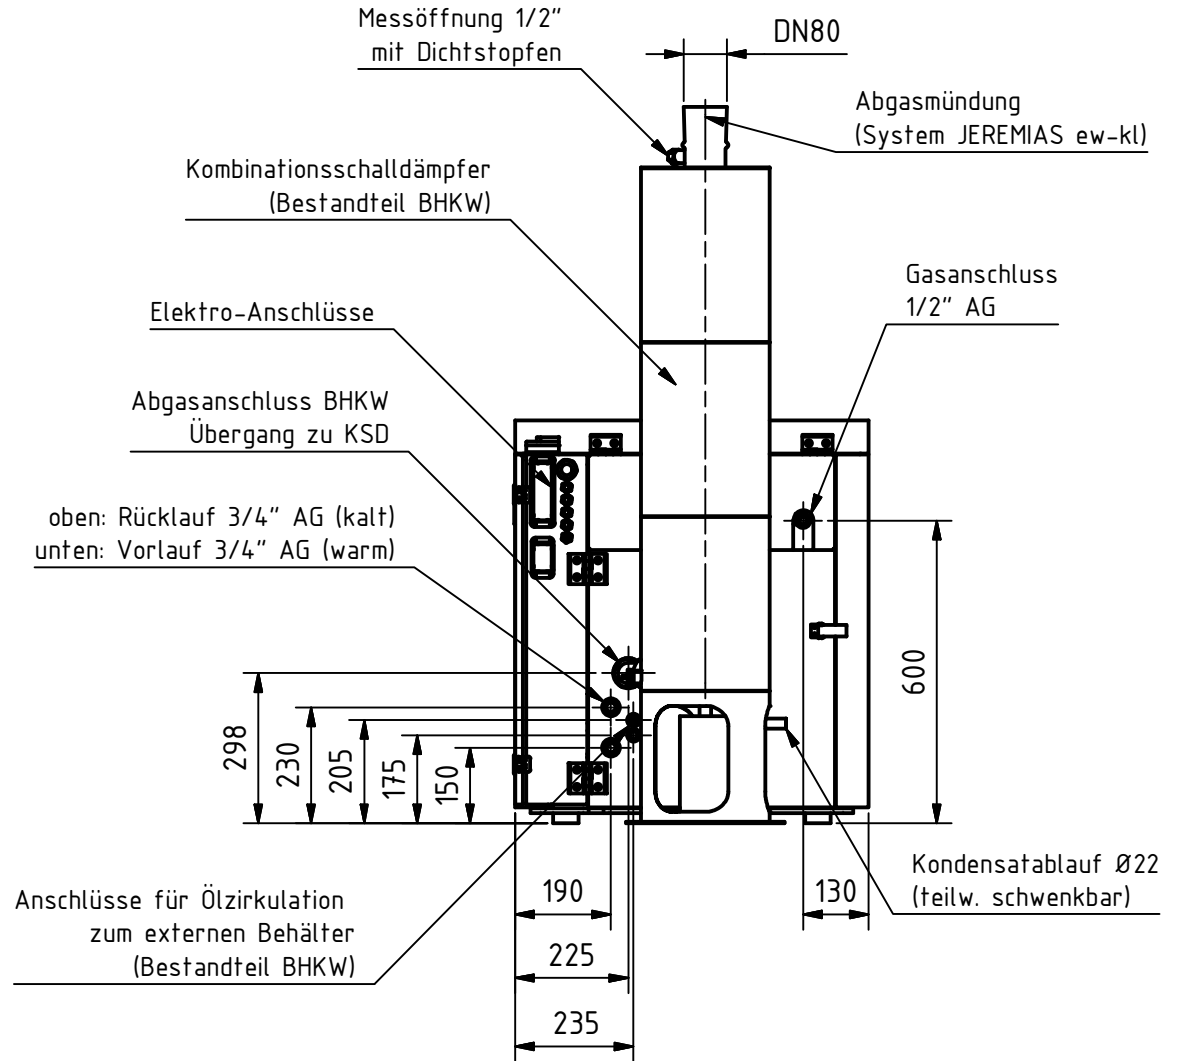 Messöffnung 1/2"
mit Dichtstopfen
DN80
Abgasmündung
(System JEREMIAS ew-kl)
Kombinationsschalldämpfer
(Bestandteil BHKW)
Gasanschluss
1/2" AG
Elektro-Anschlüsse
Abgasanschluss BHKW
Übergang zu KSD
oben: Rücklauf 3/4" AG (kalt)
unten: Vorlauf 3/4" AG (warm)
298
230
205
175
150
600
Kondensatablauf Ø22
(teilw. schwenkbar)
190
130
Anschlüsse für Ölzirkulation
zum externen Behälter
(Bestandteil BHKW)
225
235